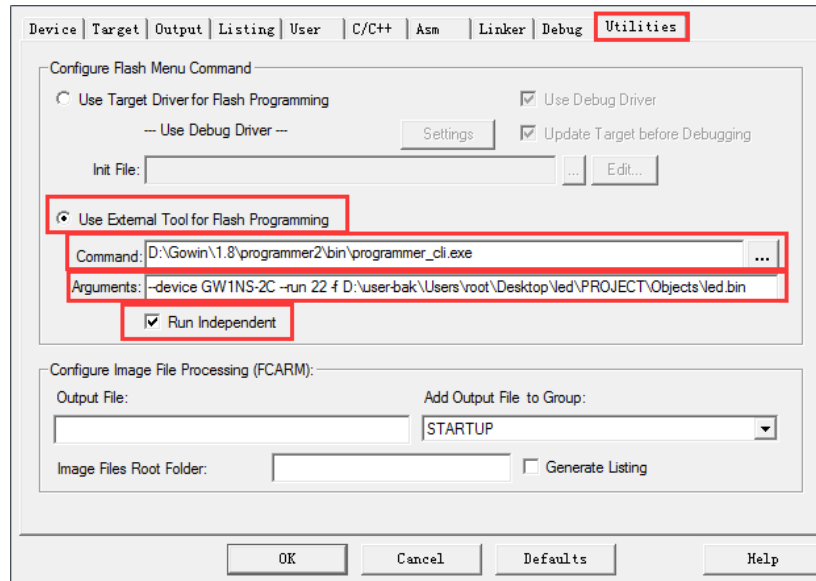 Device Target Output Listing User C/C++ Asm Linker Debug Utilities
Configure Flash Menu Command
Use Target Driver for Flash Programming
Use Debug Driver
--- Use Debug Driver ---
Settings
Update Target before Debugging
Init File:
...
Edit...
Use External Tool for Flash Programming
Command: D:\Gowin\1.8\programmer2\bin\programmer_cli.exe
...
Arguments: --device GW1NS-2C --run 22 -f D:\user-bak\Users\root\Desktop\led\PROJECT\Objects\led.bin
Run Independent
Configure Image File Processing (FCARM):
Output File:
Add Output File to Group:
STARTUP
Image Files Root Folder:
Generate Listing
OK Cancel Defaults Help